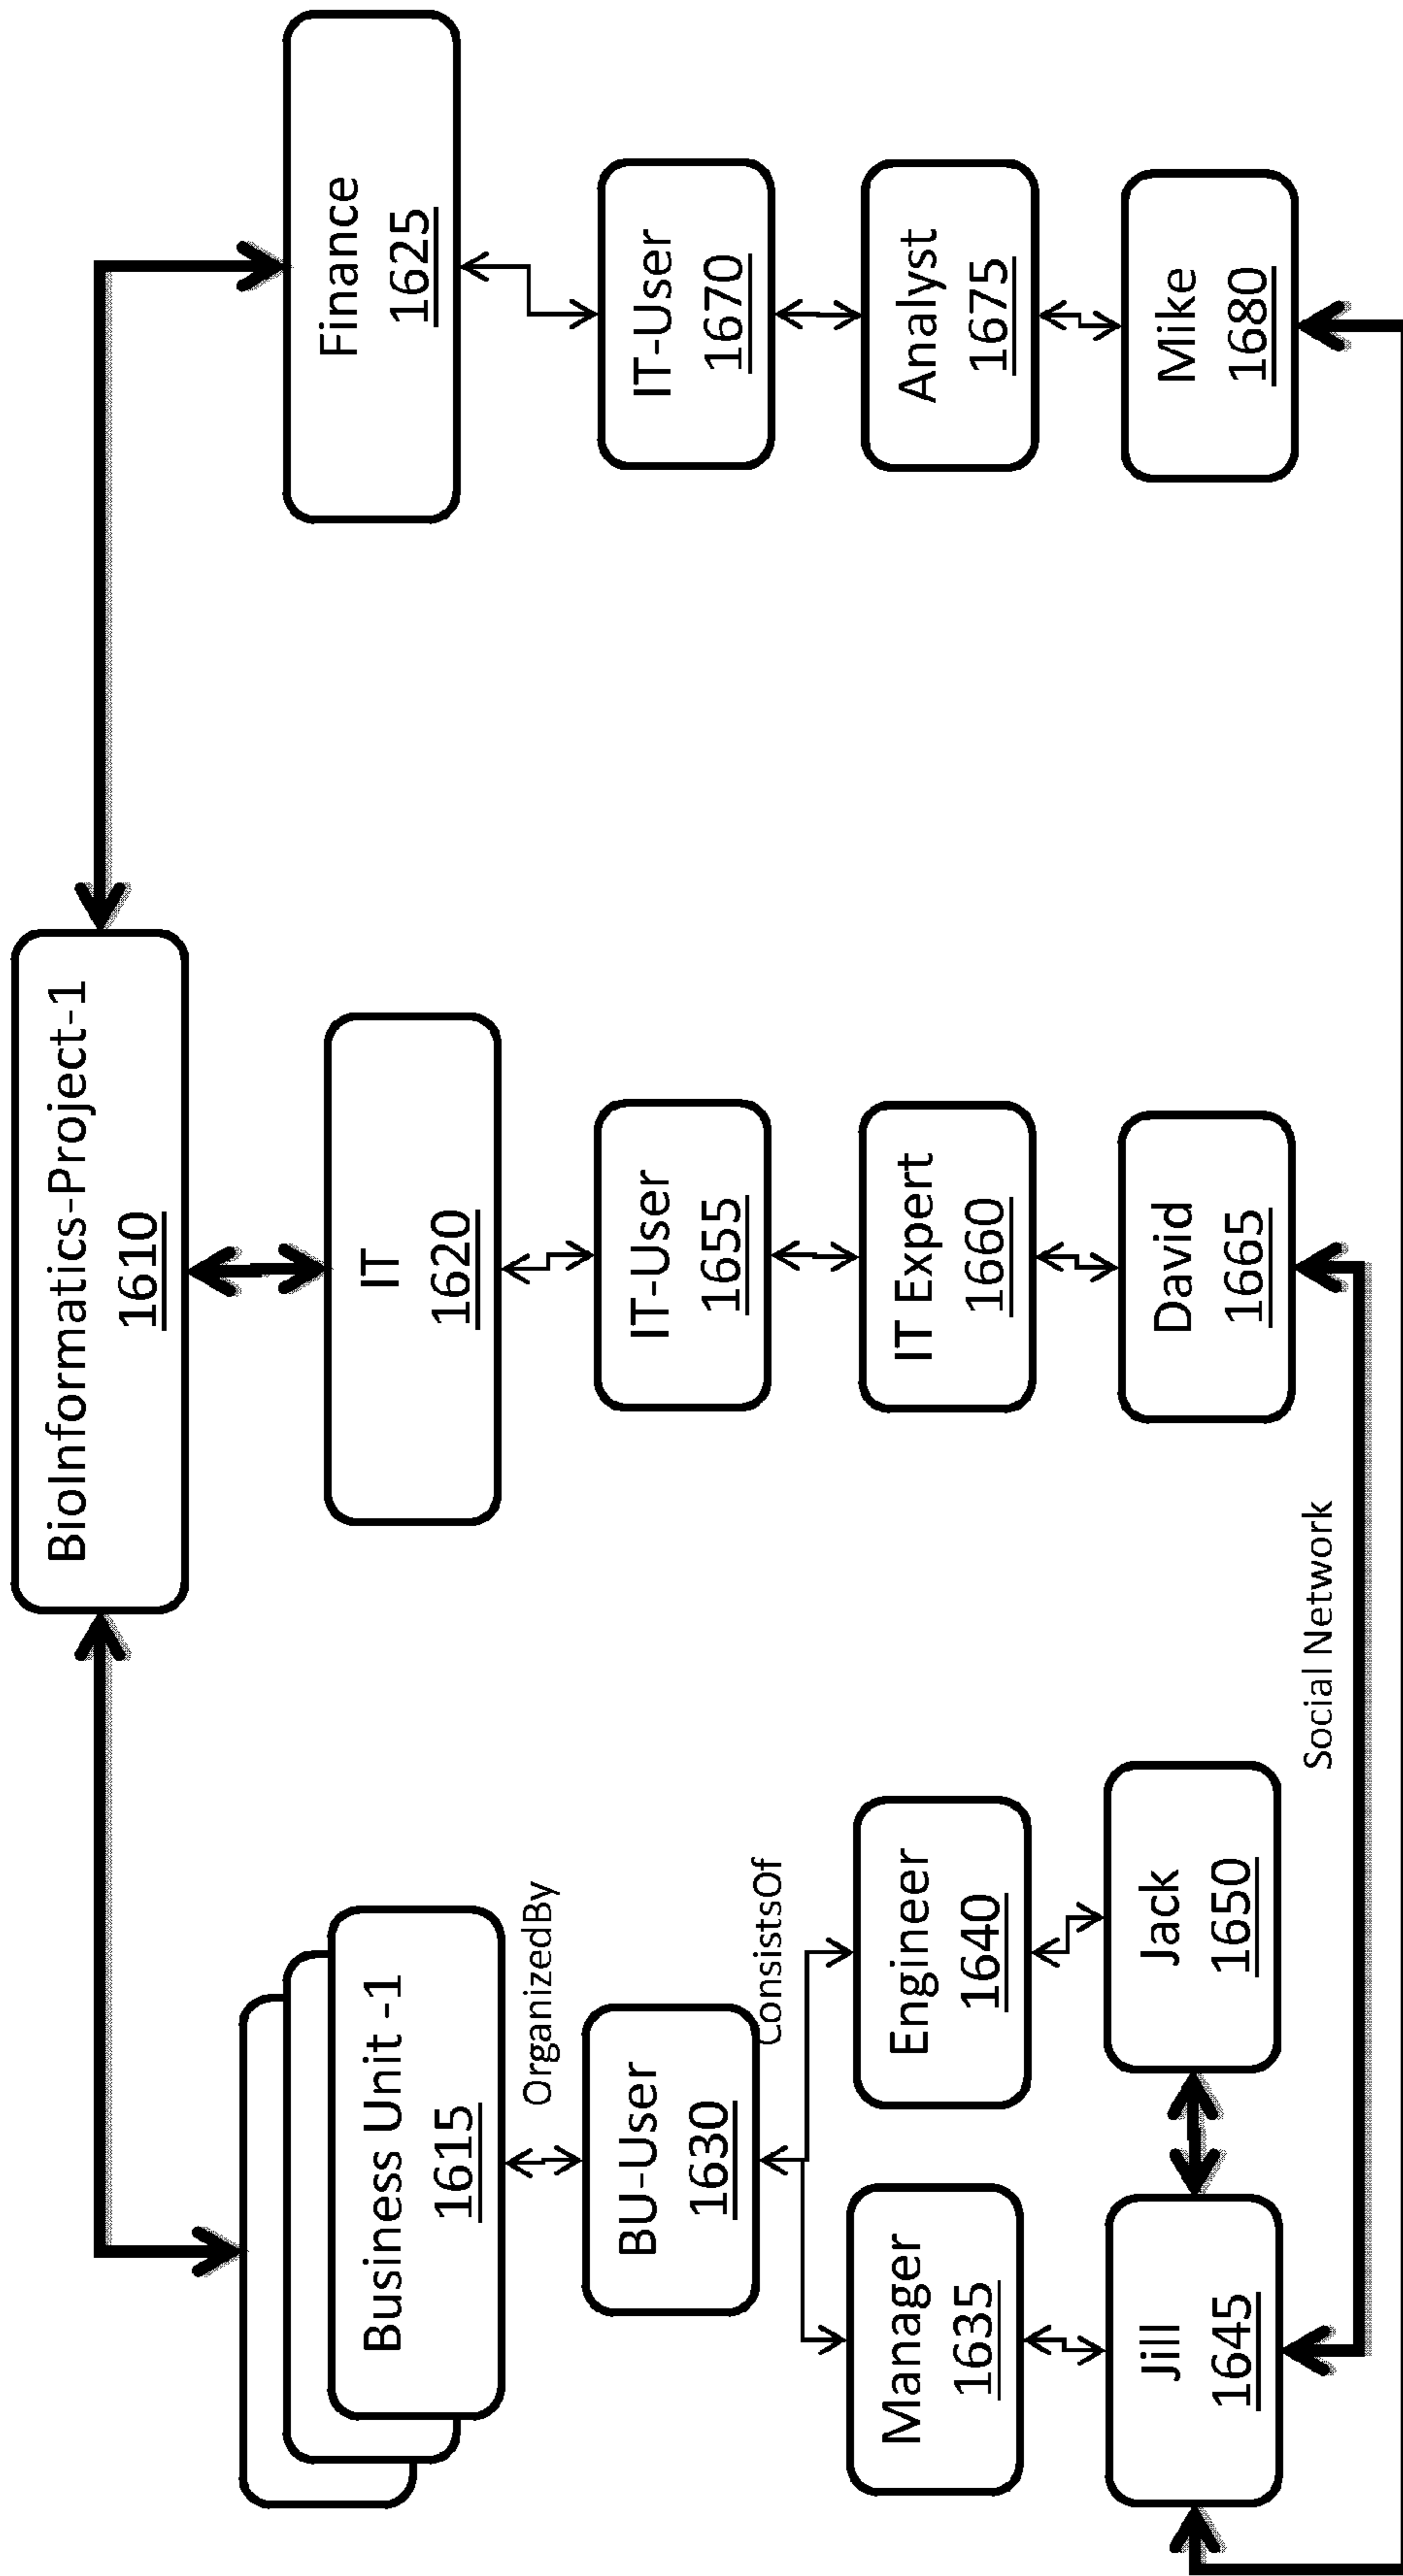 BioInformatics-Project-1
1610
Business Unit -1
1615
IT
1620
Finance
1625
OrganizedBy
BU-User
1630
IT-User
1655
IT-User
1670
ConsistsOf
Manager
1635
Engineer
1640
IT Expert
1660
Analyst
1675
Jill
1645
Jack
1650
David
1665
Mike
1680
Social Network